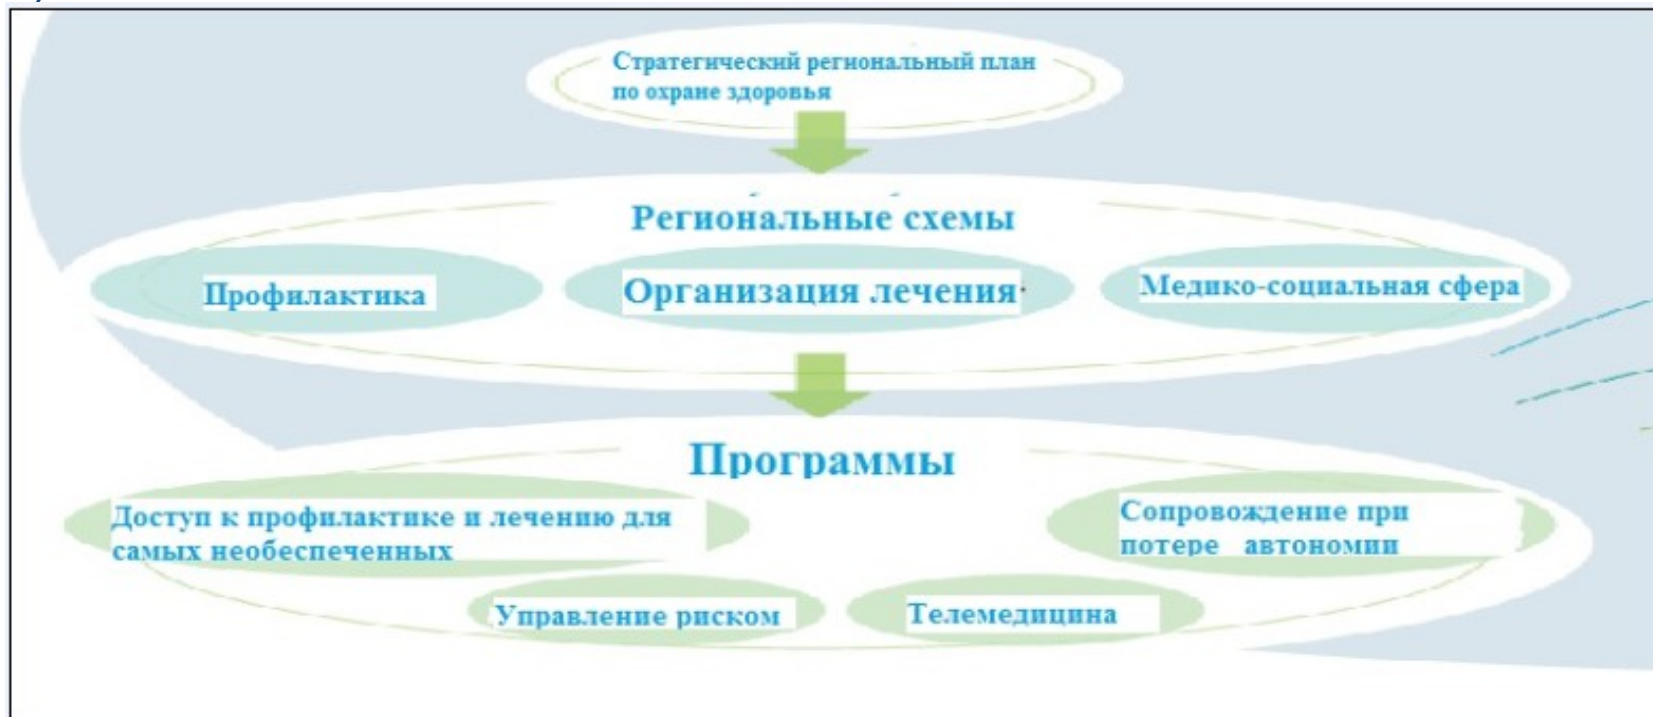 Стратегический региональный план
по охране здоровья
Региональные схемы
Профилактика
Организация лечения
Медико-социальная сфера
Программы
Доступ к профилактике и лечению для
самых необеспеченных
Сопровождение при
потере автономии
Управление риском
Телемедицина